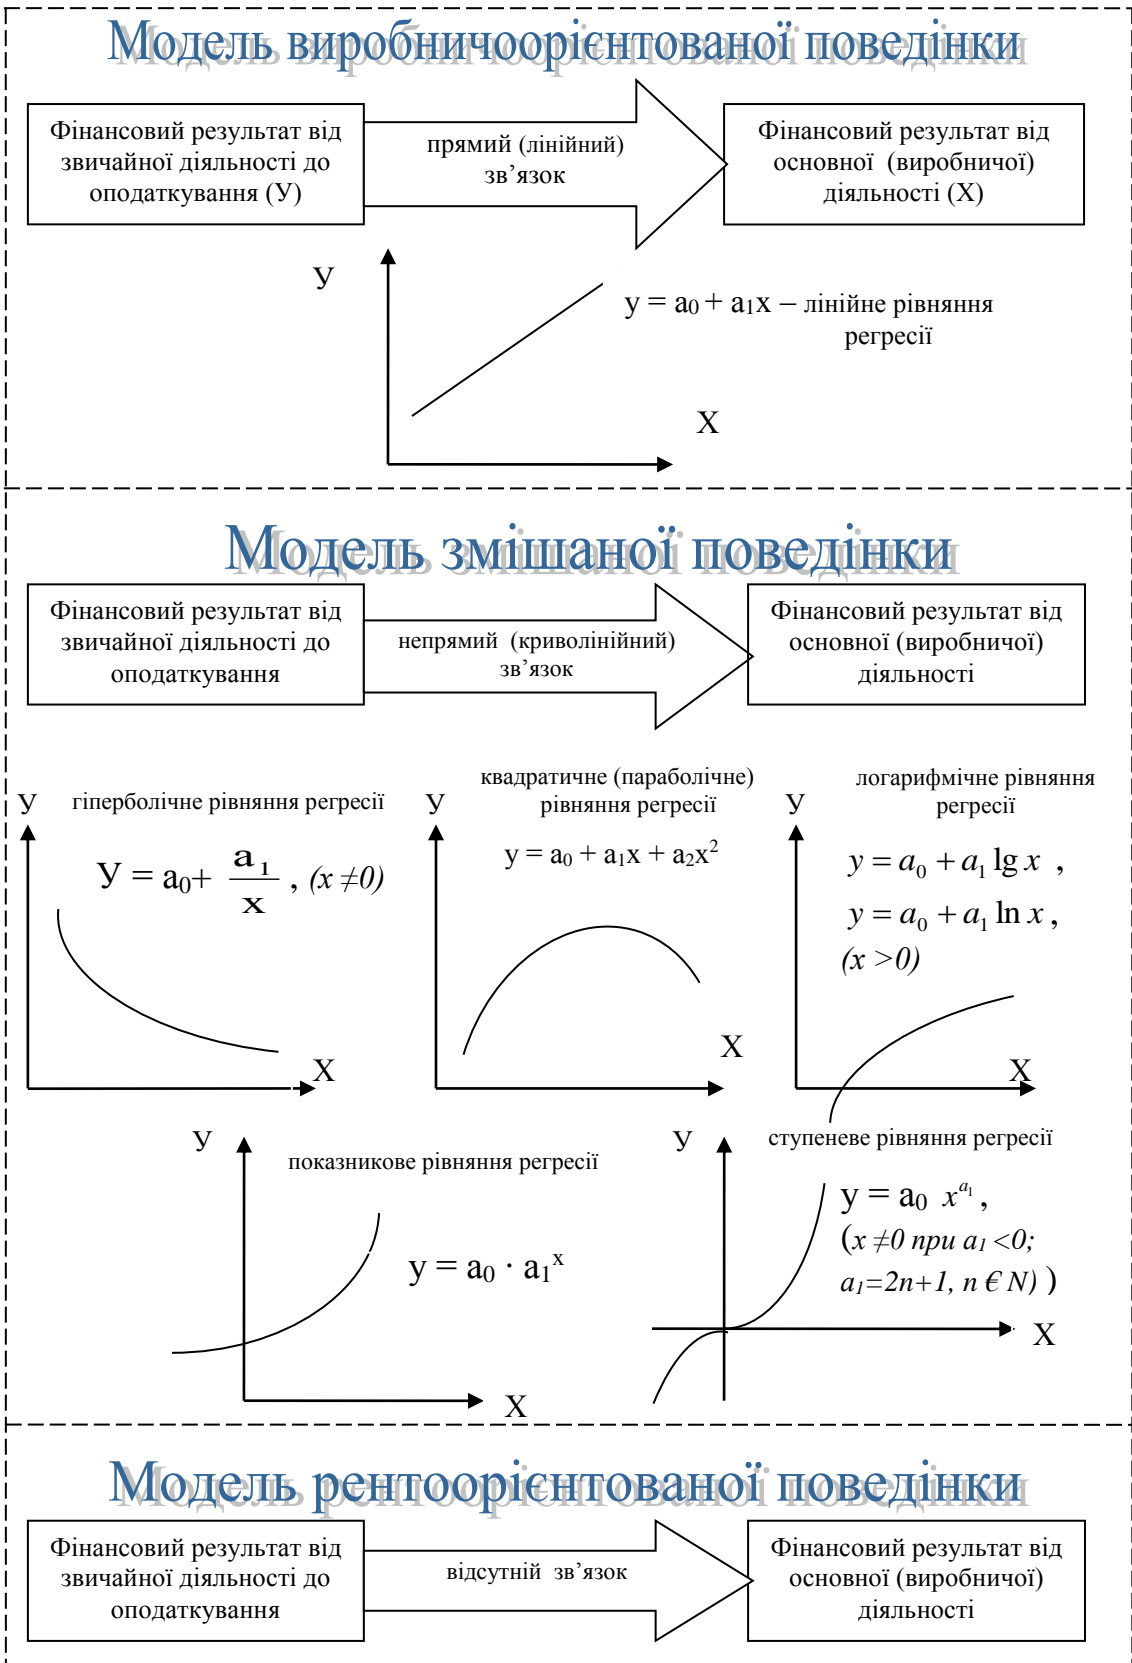 Модель виробничоорієнтованої поведінки
Фінансовий результат від
звичайної діяльності до
оподаткування (У)
прямий (лінійний)
зв’язок
Фінансовий результат від
основної (виробничої)
діяльності (Х)
У
y = a₀ + a₁x – лінійне рівняння
регресії
Х
Модель змішаної поведінки
Фінансовий результат від
звичайної діяльності до
оподаткування
непрямий (криволінійний)
зв’язок
Фінансовий результат від
основної (виробничої)
діяльності
У
гіперболічне рівняння регресії
У = a₀+ a₁/x , (x ≠0)
Х
У
квадратичне (параболічне)
рівняння регресії
y = a₀ + a₁x + a₂x²
Х
У
логарифмічне рівняння
регресії
y = a₀ + a₁ lg x ,
y = a₀ + a₁ ln x ,
(x >0)
Х
У
показникове рівняння регресії
y = a₀ · a₁ˣ
Х
У
ступеневе рівняння регресії
y = a₀ x^a₁ ,
(x ≠0 при a₁ <0;
a₁=2n+1, n € N) )
Х
Модель рентоорієнтованої поведінки
Фінансовий результат від
звичайної діяльності до
оподаткування
відсутній зв’язок
Фінансовий результат від
основної (виробничої)
діяльності